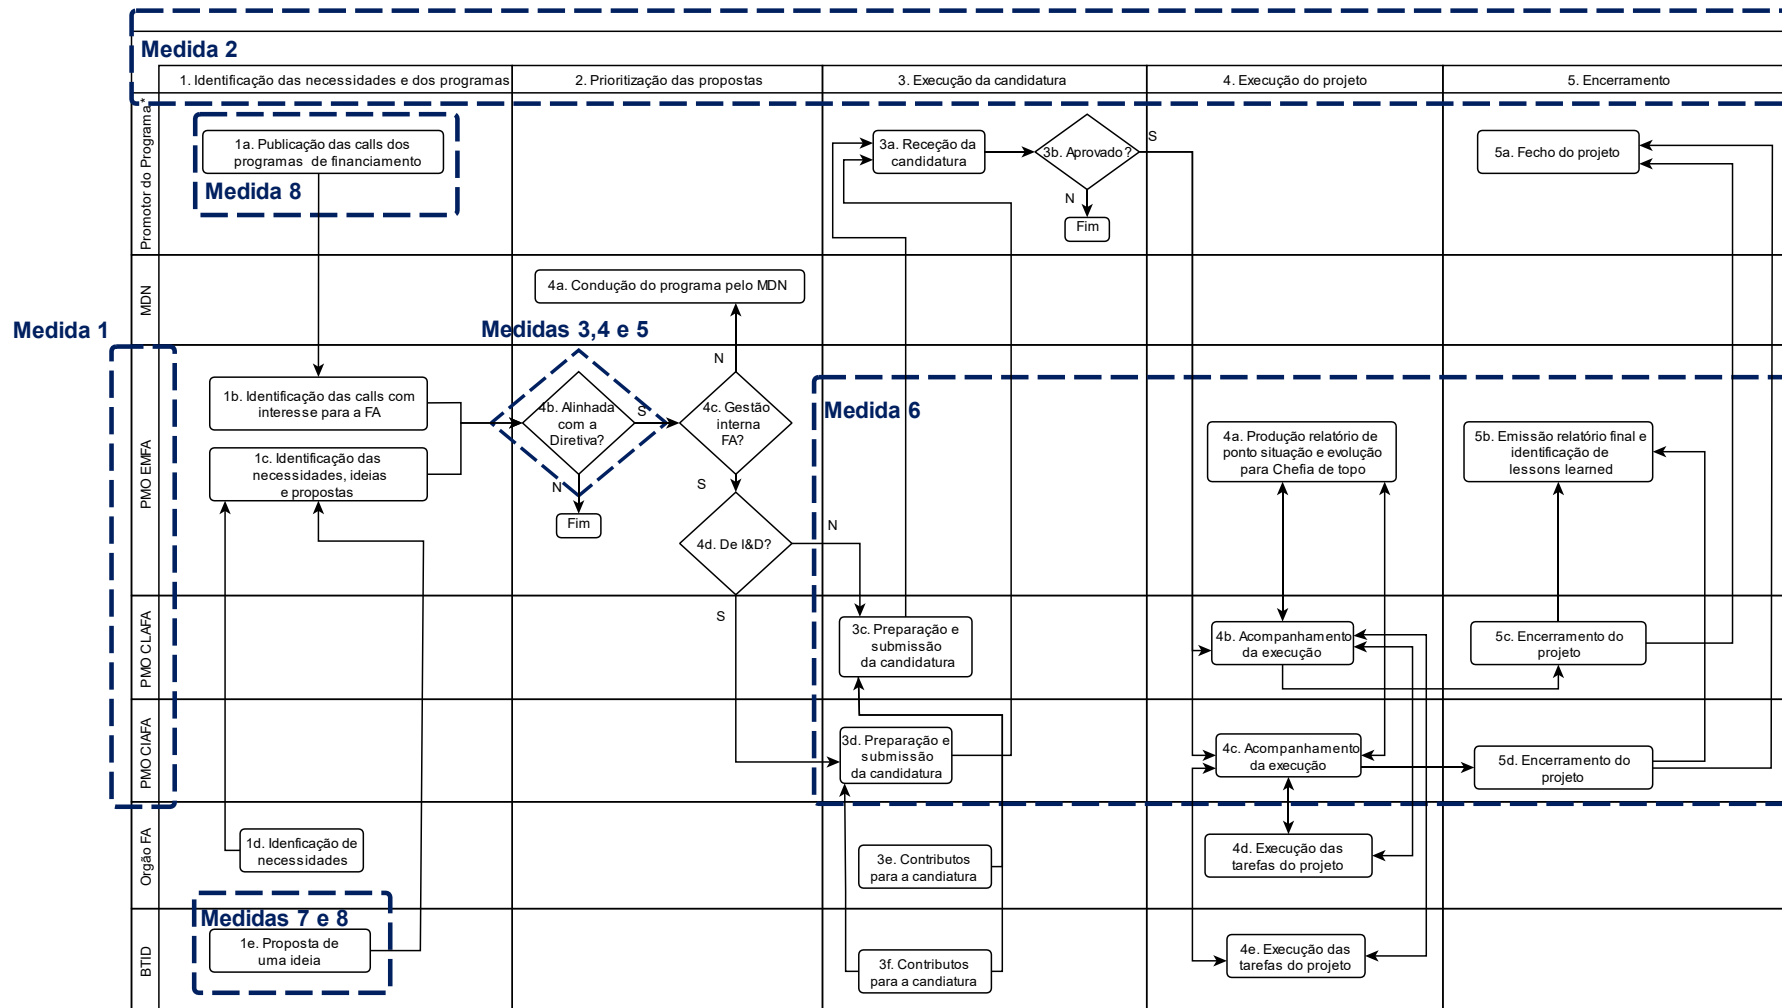 Medida 2
1. Identificação das necessidades e dos programas
2. Prioritização das propostas
3. Execução da candidatura
4. Execução do projeto
5. Encerramento
Promotor do Programa*
1a. Publicação das calls dos
programas de financiamento
Medida 8
3a. Receção da
candidatura
3b. Aprovado?
S
N
Fim
5a. Fecho do projeto
MDN
4a. Condução do programa pelo MDN
Medida 1
Medidas 3,4 e 5
N
PMO EMFA
1b. Identificação das calls com
interesse para a FA
1c. Identificação das
necessidades, ideias
e propostas
4b. Alinhada
com a
Diretiva?
S
N
Fim
4c. Gestão
interna
FA?
S
4d. De I&D?
N
S
Medida 6
4a. Produção relatório de
ponto situação e evolução
para Chefia de topo
5b. Emissão relatório final e
identificação de
lessons learned
PMO CLAFA
3c. Preparação e
submissão
da candidatura
4b. Acompanhamento
da execução
5c. Encerramento do
projeto
PMO CIAFA
3d. Preparação e
submissão
da candidatura
4c. Acompanhamento
da execução
5d. Encerramento do
projeto
Orgão FA
1d. Idenficação de
necessidades
3e. Contributos
para a candiatura
4d. Execução das
tarefas do projeto
BTID
Medidas 7 e 8
1e. Proposta de
uma ideia
3f. Contributos
para a candiatura
4e. Execução das
tarefas do projeto